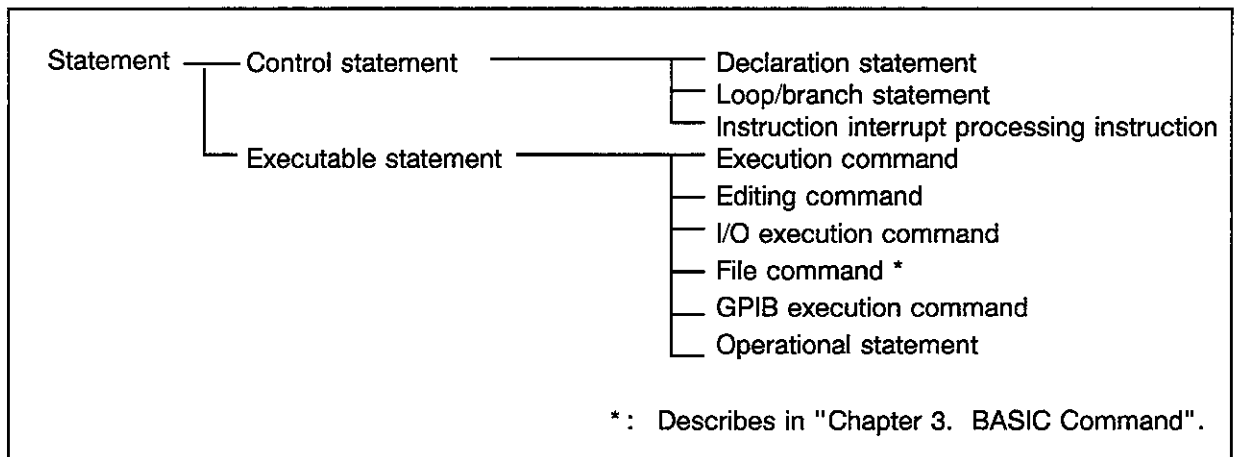 Statement Control statement Declaration statement
Loop/branch statement
Instruction interrupt processing instruction
Executable statement Execution command
Editing command
I/O execution command
File command *
GPIB execution command
Operational statement
*: Describes in "Chapter 3. BASIC Command".